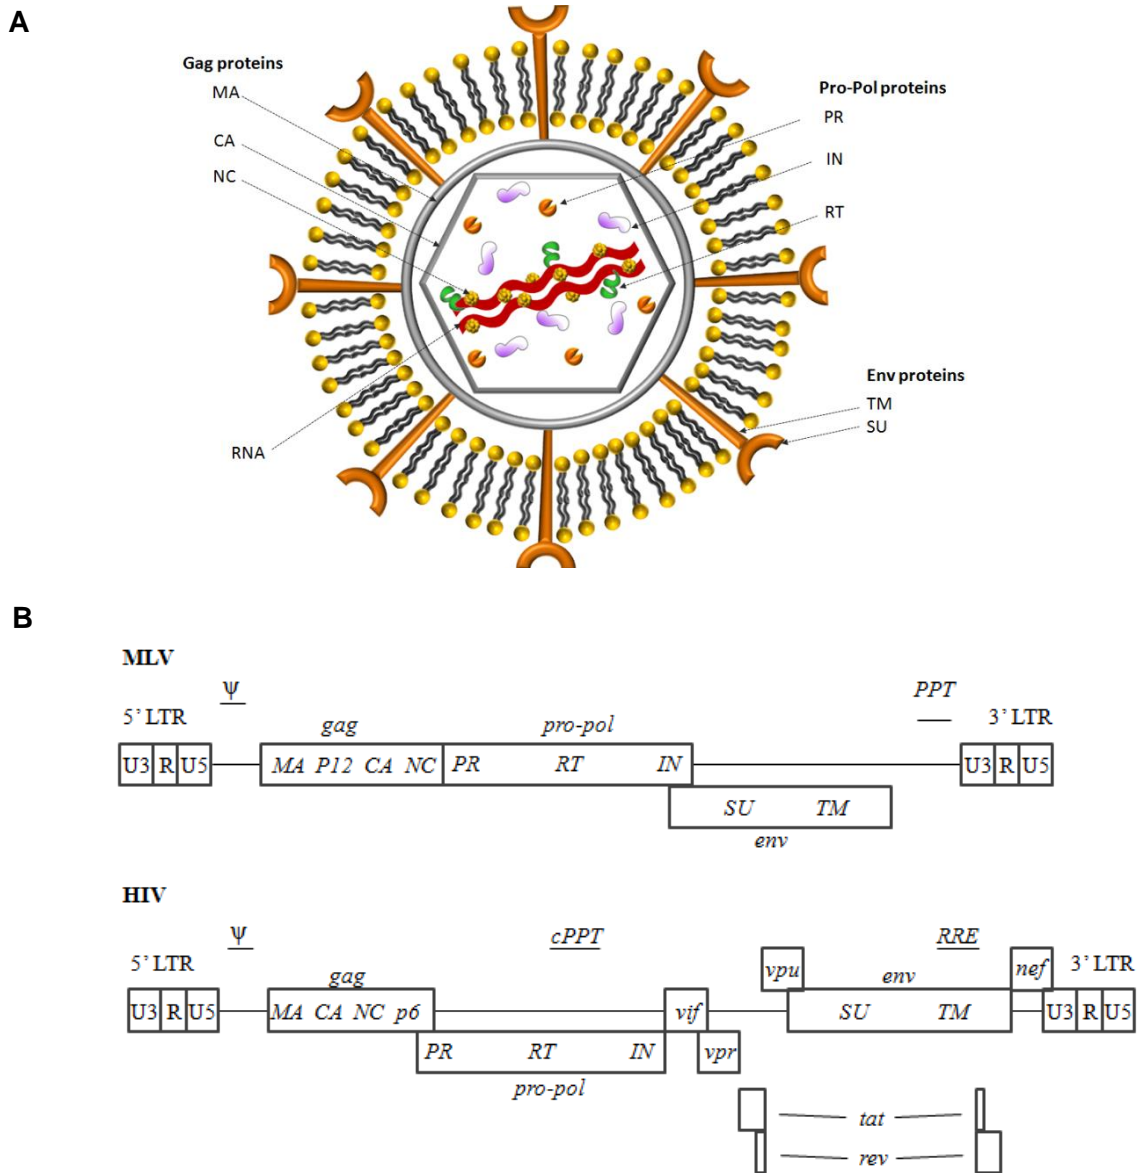 A
Gag proteins
MA
CA
NC
RNA
Pro-Pol proteins
PR
IN
RT
Env proteins
TM
SU
B
MLV
Ψ
PPT
5’ LTR
gag
pro-pol
3’ LTR
U3 R U5
MA P12 CA NC
PR RT IN
U3 R U5
SU TM
env
HIV
Ψ
cPPT
RRE
5’ LTR
gag
vpu
env
nef
3’ LTR
U3 R U5
MA CA NC p6
vif
SU TM
U3 R U5
PR RT IN
vpr
pro-pol
tat
rev